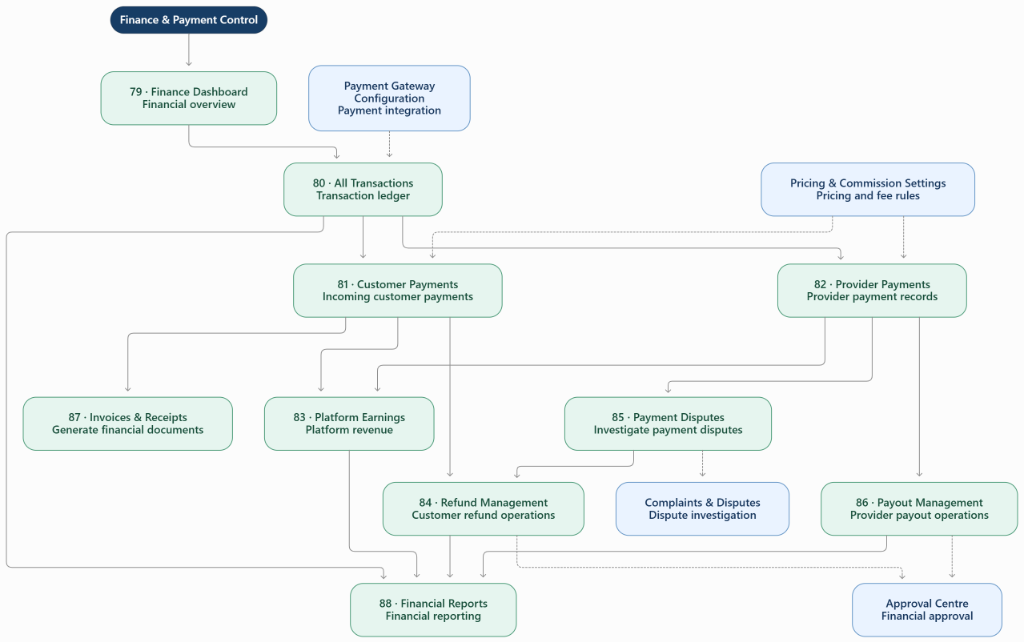 Finance & Payment Control
79 · Finance Dashboard
Financial overview
Payment Gateway
Configuration
Payment integration
80 · All Transactions
Transaction ledger
Pricing & Commission Settings
Pricing and fee rules
81 · Customer Payments
Incoming customer payments
82 · Provider Payments
Provider payment records
87 · Invoices & Receipts
Generate financial documents
83 · Platform Earnings
Platform revenue
85 · Payment Disputes
Investigate payment disputes
84 · Refund Management
Customer refund operations
Complaints & Disputes
Dispute investigation
86 · Payout Management
Provider payout operations
88 · Financial Reports
Financial reporting
Approval Centre
Financial approval